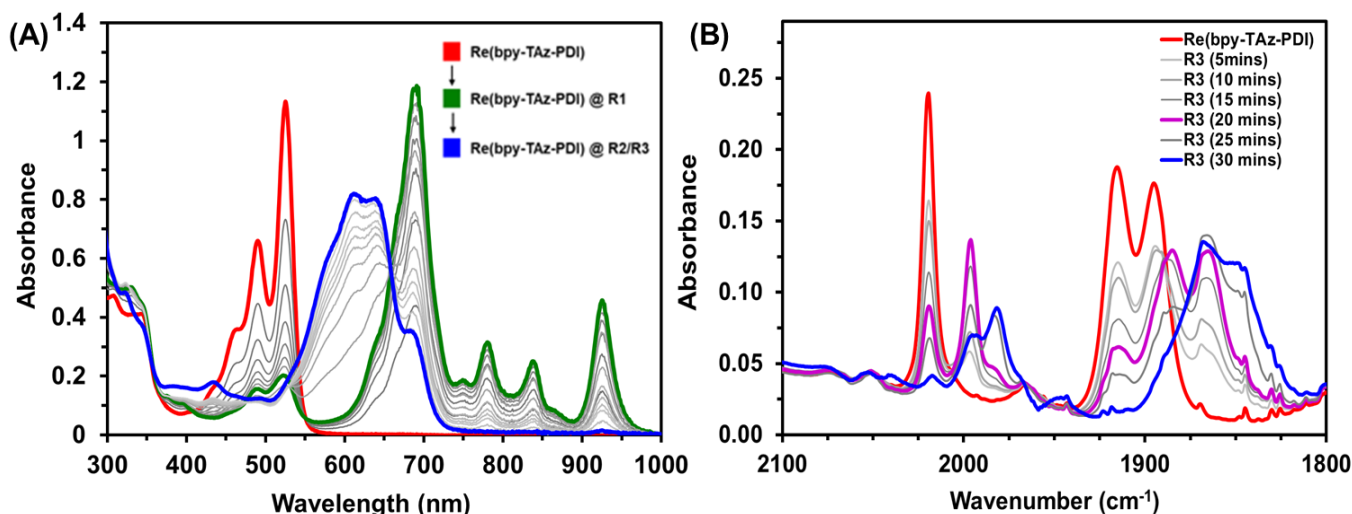 (A)
Absorbance
1.4
1.2
1
0.8
0.6
0.4
0.2
0
300 400 500 600 700 800 900 1000
Wavelength (nm)
Re(bpy-TAz-PDI)
Re(bpy-TAz-PDI) @ R1
Re(bpy-TAz-PDI) @ R2/R3
(B)
Absorbance
0.25
0.20
0.15
0.10
0.05
0.00
2100 2000 1900 1800
Wavenumber (cm-1)
Re(bpy-TAz-PDI)
R3 (5mins)
R3 (10 mins)
R3 (15 mins)
R3 (20 mins)
R3 (25 mins)
R3 (30 mins)